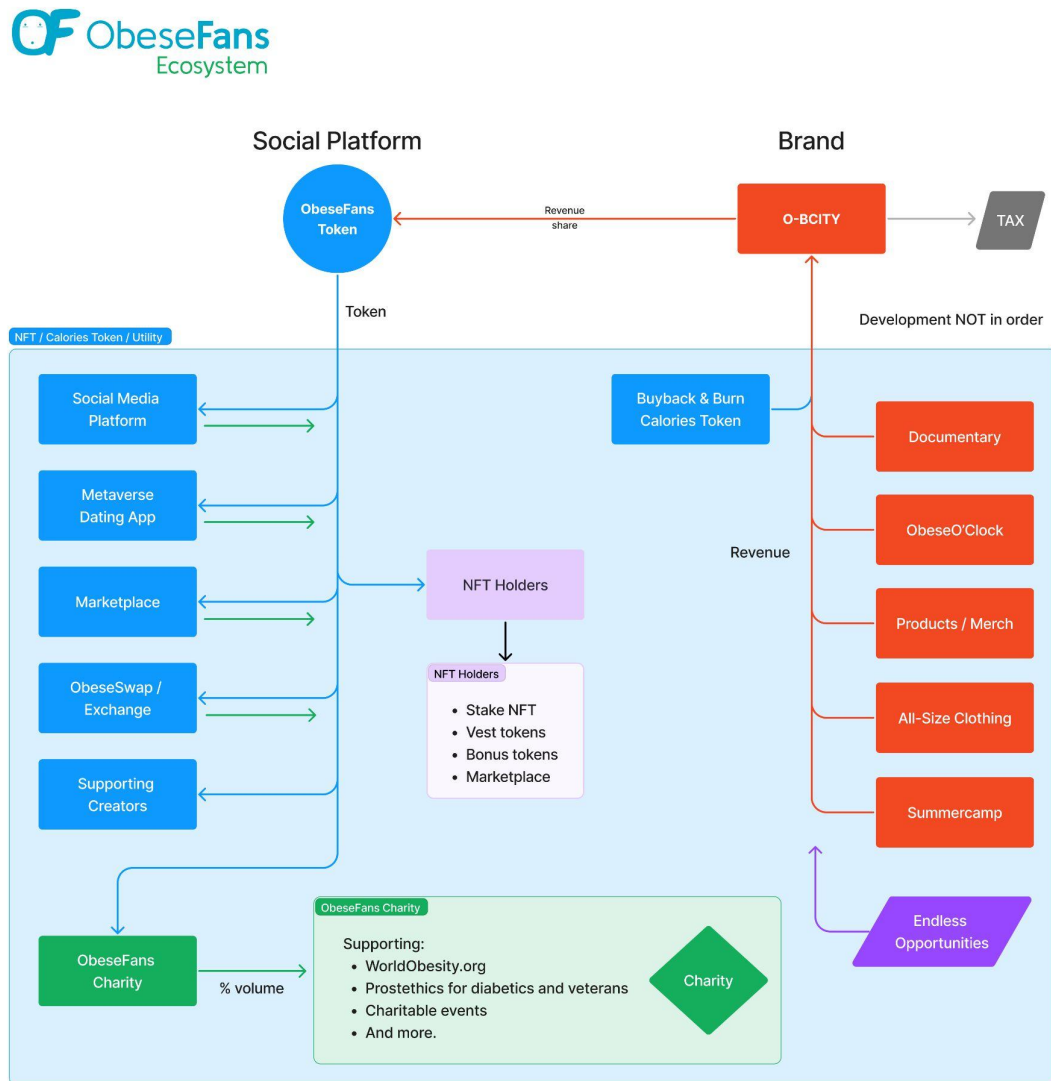 OF ObeseFans
Ecosystem
Social Platform
Brand
ObeseFans
Token
Revenue
share
O-BCITY
TAX
Token
Development NOT in order
NFT / Calories Token / Utility
Social Media
Platform
Buyback & Burn
Calories Token
Documentary
Metaverse
Dating App
ObeseO'Clock
Revenue
NFT Holders
Marketplace
Products / Merch
NFT Holders
• Stake NFT
• Vest tokens
• Bonus tokens
• Marketplace
ObeseSwap /
Exchange
All-Size Clothing
Supporting
Creators
Summercamp
Endless
Opportunities
ObeseFans
Charity
% volume
ObeseFans Charity
Supporting:
• WorldObesity.org
• Prostethics for diabetics and veterans
• Charitable events
• And more.
Charity